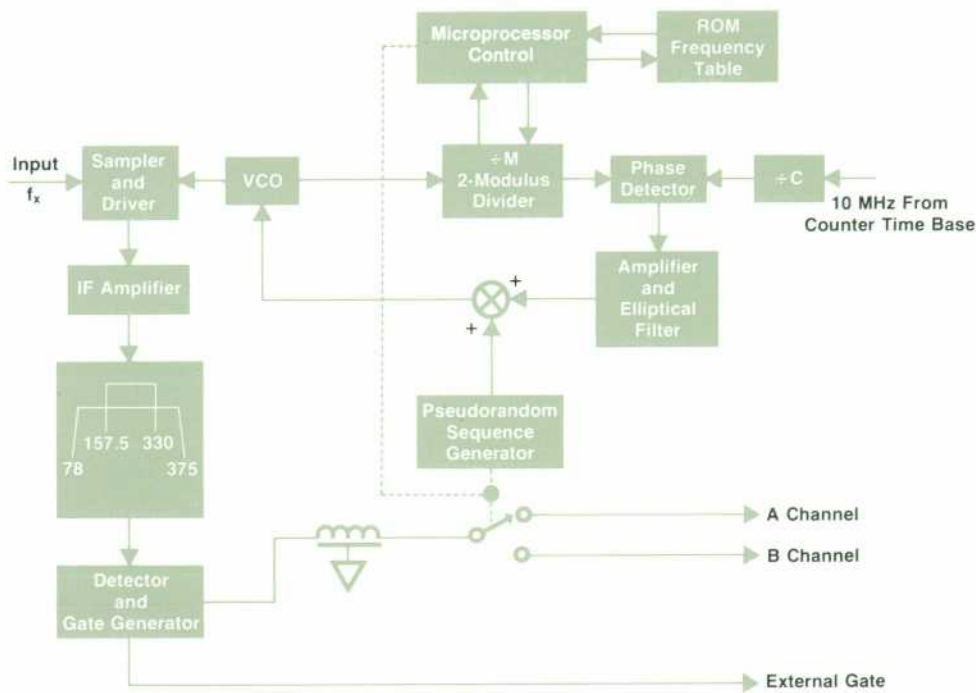 Microprocessor
Control
ROM
Frequency
Table
Input
fx
Sampler
and
Driver
VCO
÷M
2-Modulus
Divider
Phase
Detector
÷C
10 MHz From
Counter Time Base
IF Amplifier
+
+
Amplifier
and
Elliptical
Filter
157.5 330
78 375
Pseudorandom
Sequence
Generator
A Channel
B Channel
Detector
and
Gate Generator
External Gate